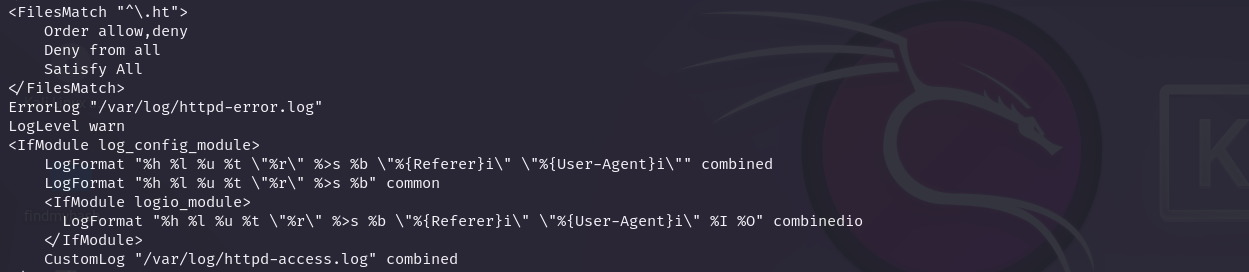 <FilesMatch "^\.ht">
    Order allow,deny
    Deny from all
    Satisfy All
</FilesMatch>
ErrorLog "/var/log/httpd-error.log"
LogLevel warn
<IfModule log_config_module>
    LogFormat "%h %l %u %t \"%r\" %>s %b \"%{Referer}i\" \"%{User-Agent}i\"" combined
    LogFormat "%h %l %u %t \"%r\" %>s %b" common
    <IfModule logio_module>
      LogFormat "%h %l %u %t \"%r\" %>s %b \"%{Referer}i\" \"%{User-Agent}i\" %I %O" combinedio
    </IfModule>
    CustomLog "/var/log/httpd-access.log" combined